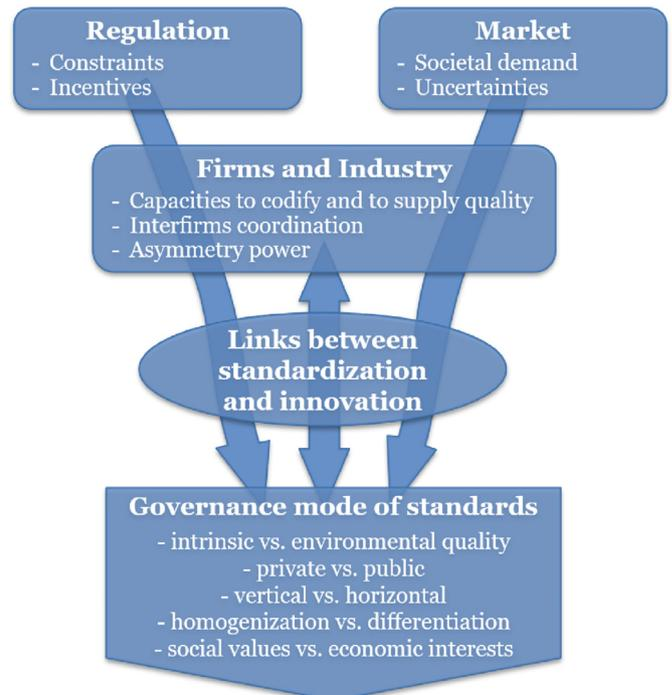 Regulation
- Constraints
- Incentives
Market
- Societal demand
- Uncertainties
Firms and Industry
- Capacities to codify and to supply quality
- Interfirms coordination
- Asymmetry power
Links between
standardization
and innovation
Governance mode of standards
- intrinsic vs. environmental quality
- private vs. public
- vertical vs. horizontal
- homogenization vs. differentiation
- social values vs. economic interests